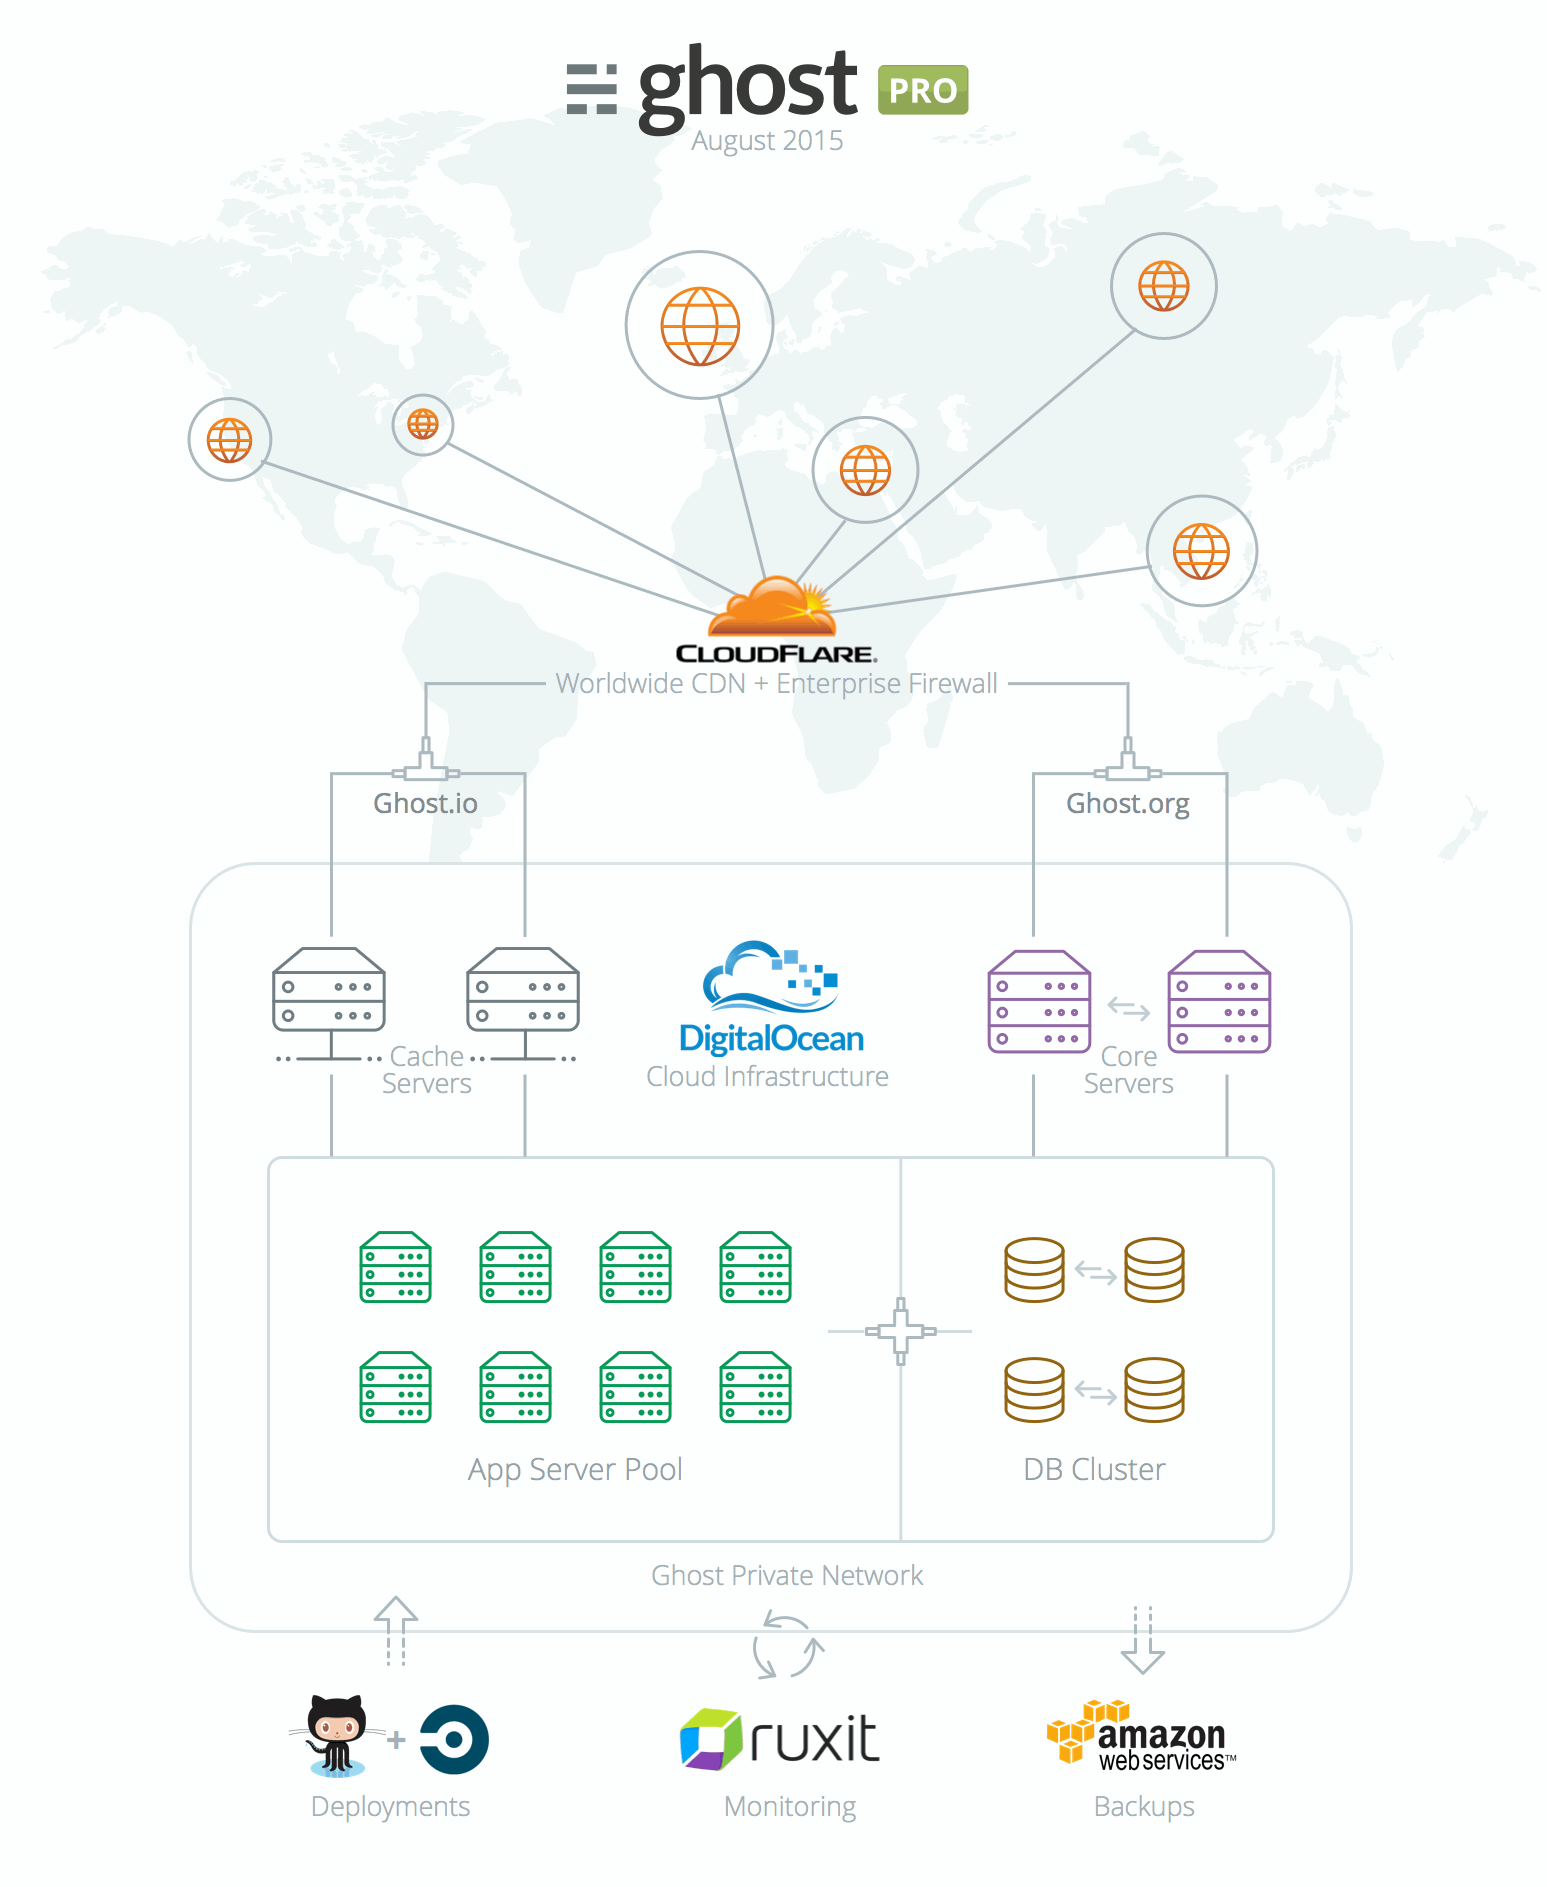 ghost PRO
August 2015
CLOUDFLARE.
Worldwide CDN + Enterprise Firewall
Ghost.io
Ghost.org
DigitalOcean
Cloud Infrastructure
Cache
Servers
Core
Servers
App Server Pool
DB Cluster
Ghost Private Network
+
Deployments
ruxit
Monitoring
amazon
web services™
Backups